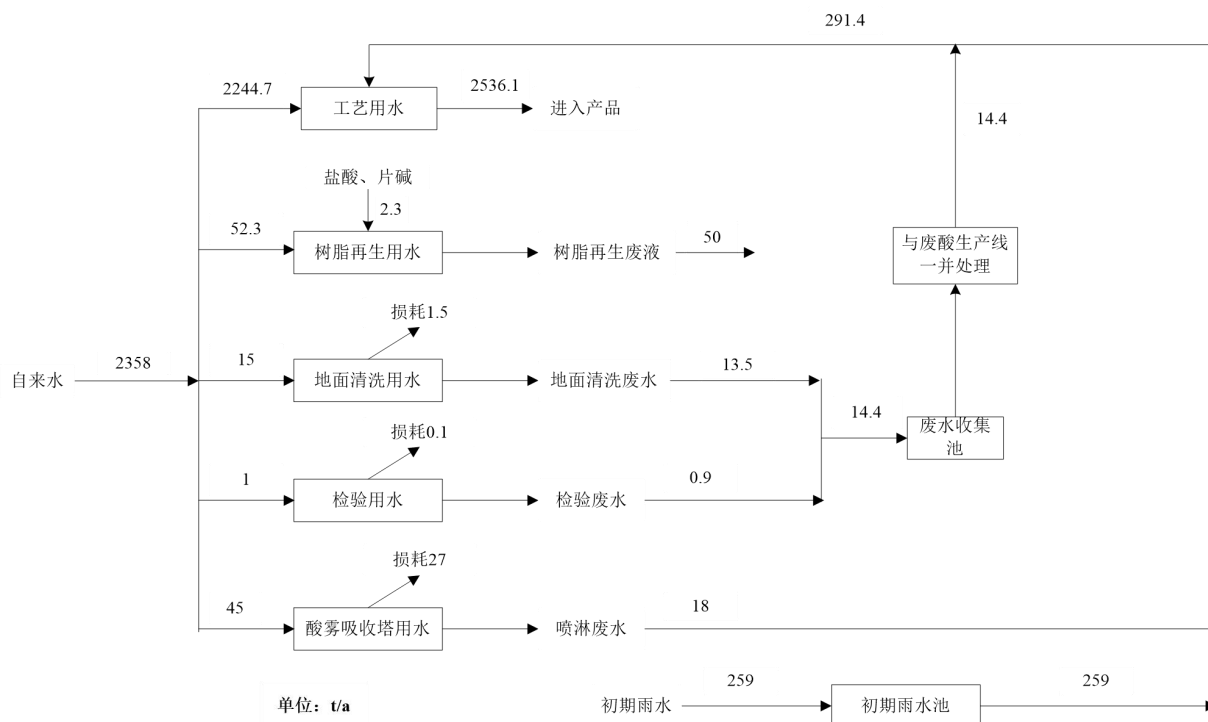 291.4
2244.7
工艺用水
2536.1
进入产品
14.4
盐酸、片碱
2.3
52.3
树脂再生用水
树脂再生废液
50
与废酸生产线
一并处理
损耗1.5
自来水
2358
15
地面清洗用水
地面清洗废水
13.5
14.4
废水收集
池
损耗0.1
1
检验用水
检验废水
0.9
损耗27
45
酸雾吸收塔用水
喷淋废水
18
单位：t/a
初期雨水
259
初期雨水池
259